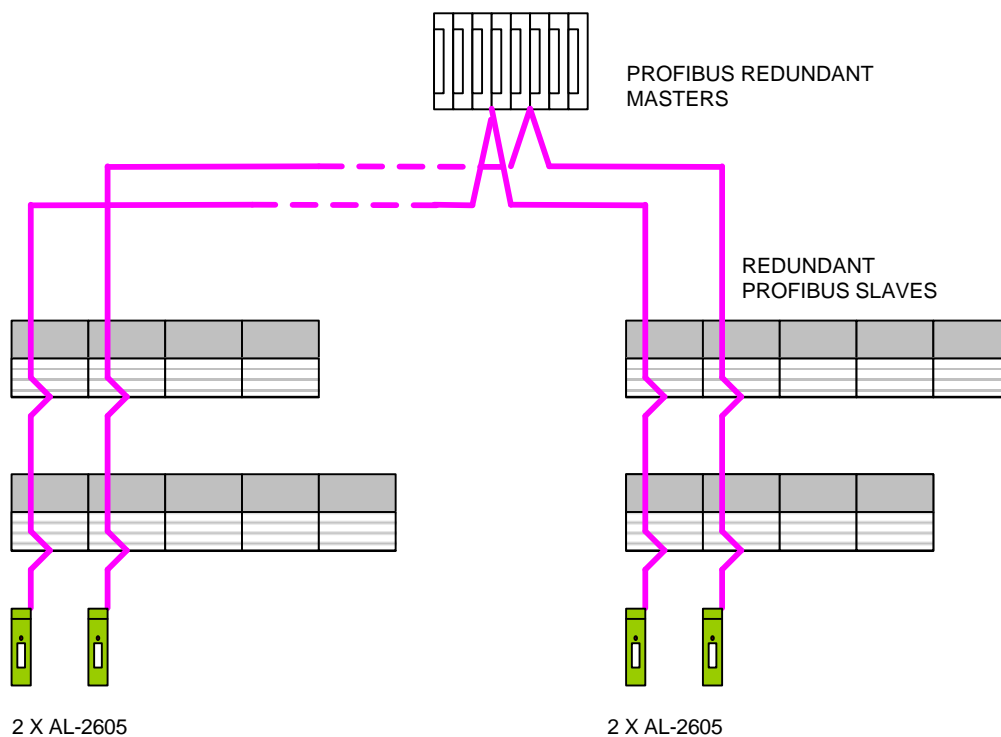 PROFIBUS REDUNDANT
MASTERS
REDUNDANT
PROFIBUS SLAVES
2 X AL-2605
2 X AL-2605